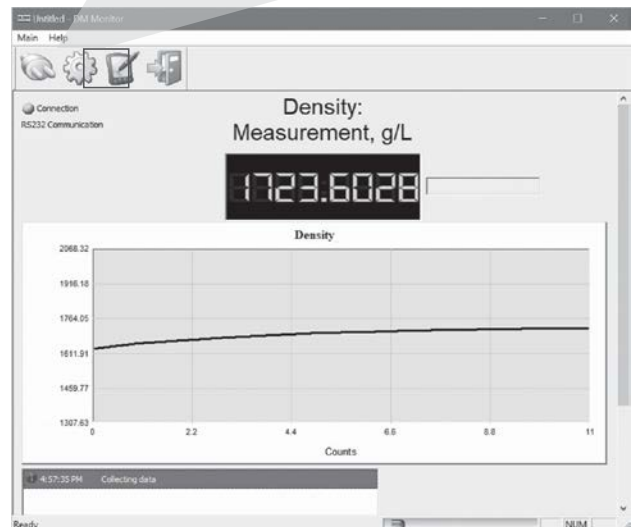 Untitled - DM Monitor
Main Help
Connection
RS232 Communication
Density:
Measurement, g/L
1723.6028
Density
2068.32
1916.18
1764.05
1611.91
1459.77
1307.63
0 2.2 4.4 6.6 8.8 11
Counts
4:57:35 PM Collecting data
Ready NUM